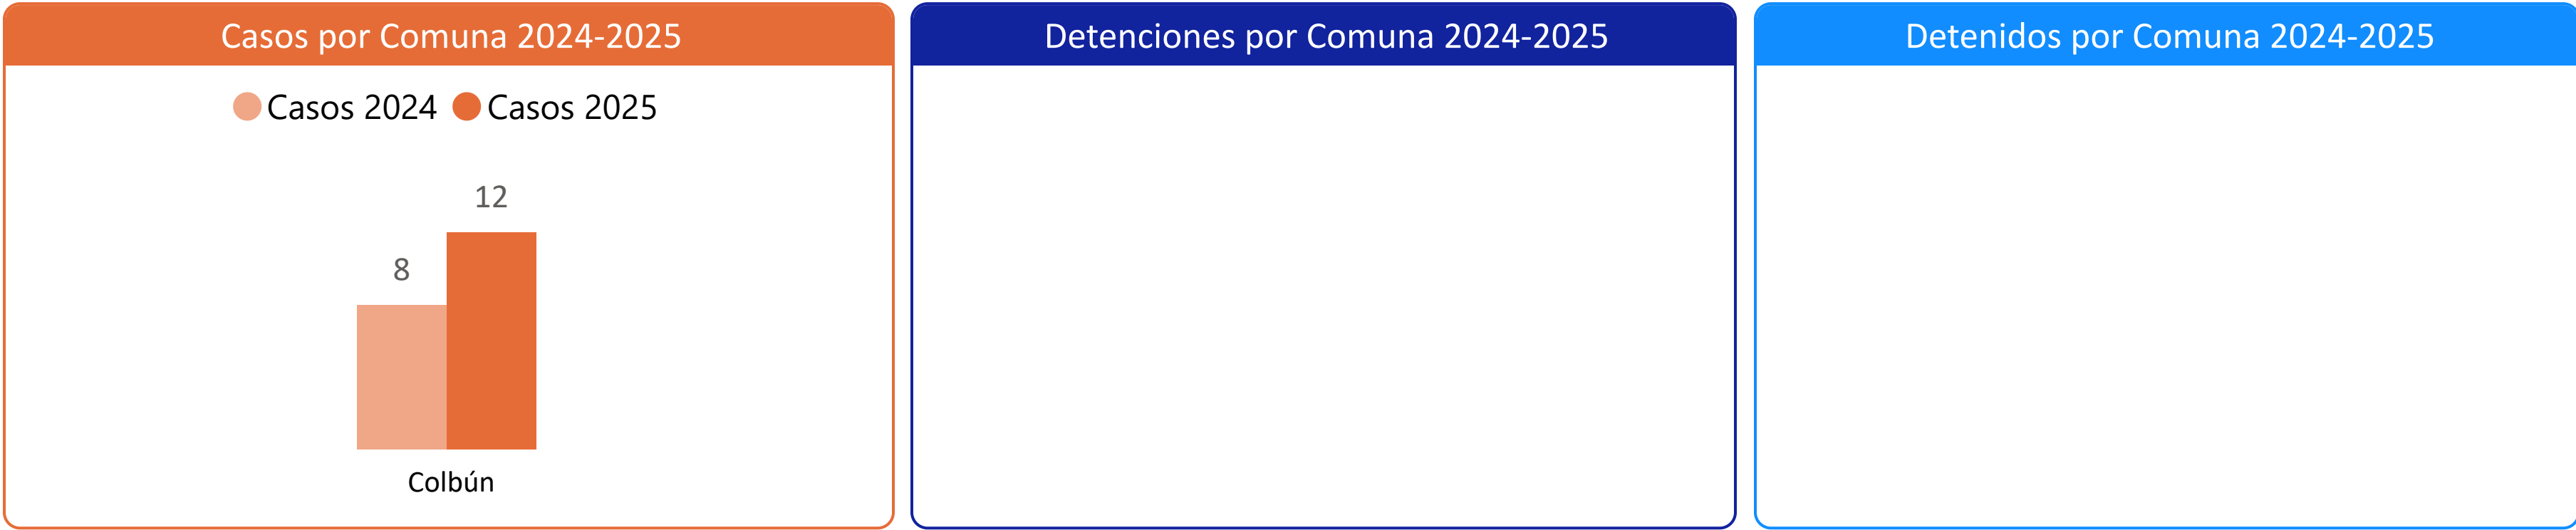 Casos por Comuna 2024-2025
Casos 2024 Casos 2025
12
8
Colbún
Detenciones por Comuna 2024-2025
Detenidos por Comuna 2024-2025